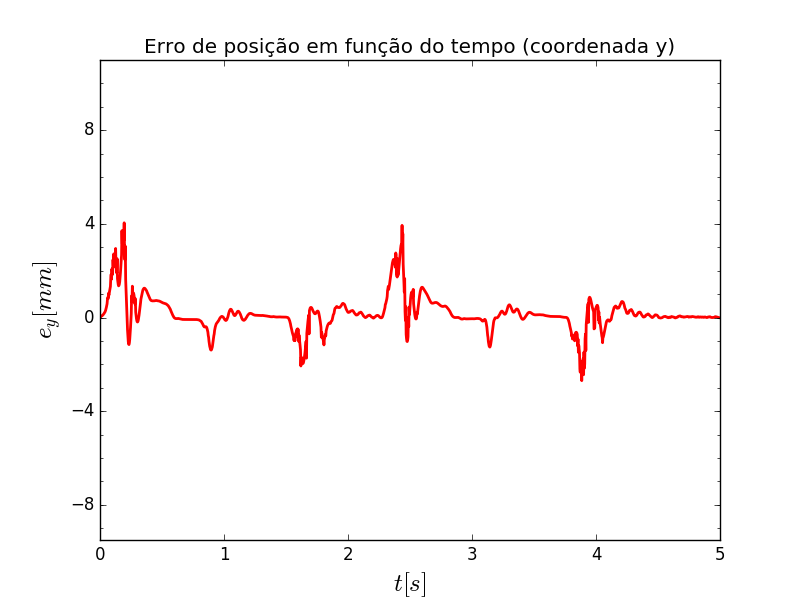 Erro de posição em função do tempo (coordenada y)
8
4
0
−4
−8
e_y[mm]
0 1 2 3 4 5
t[s]